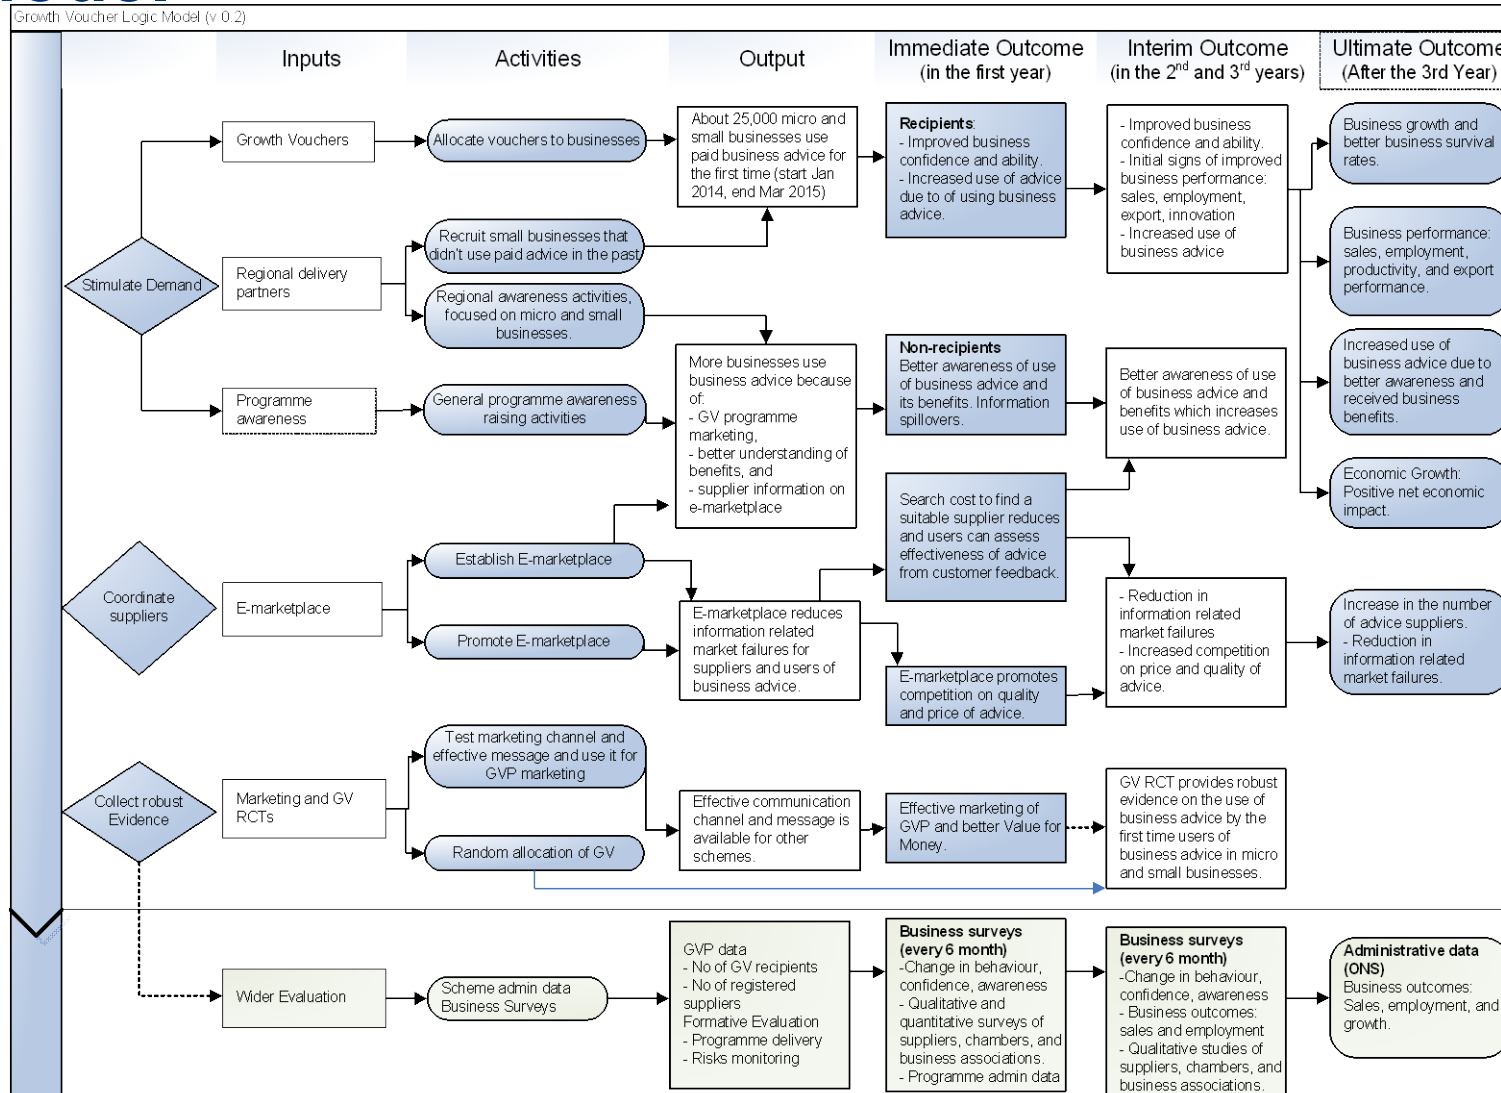 Growth Voucher Logic Model (v 0.2)
Inputs
Activities
Output
Immediate Outcome
(in the first year)
Interim Outcome
(in the 2nd and 3rd years)
Ultimate Outcome
(After the 3rd Year)
Stimulate Demand
Growth Vouchers
Allocate vouchers to businesses
About 25,000 micro and
small businesses use
paid business advice for
the first time (start Jan
2014, end Mar 2015)
Recipients:
- Improved business
confidence and ability.
- Increased use of advice
due to of using business
advice.
- Improved business
confidence and ability.
- Initial signs of improved
business performance:
sales, employment,
export, innovation
- Increased use of
business advice
Business growth and
better business survival
rates.
Business performance:
sales, employment,
productivity, and export
performance.
Increased use of
business advice due to
better awareness and
received business
benefits.
Economic Growth:
Positive net economic
impact.
Regional delivery
partners
Recruit small businesses that
didn't use paid advice in the past
Regional awareness activities,
focused on micro and small
businesses.
Programme
awareness
General programme awareness
raising activities
More businesses use
business advice because
of:
- GV programme
marketing,
- better understanding of
benefits, and
- supplier information on
e-marketplace
Non-recipients
Better awareness of use
of business advice and
its benefits. Information
spillovers.
Better awareness of use
of business advice and
benefits which increases
use of business advice.
Coordinate
suppliers
E-marketplace
Establish E-marketplace
Promote E-marketplace
E-marketplace reduces
information related
market failures for
suppliers and users of
business advice.
Search cost to find a
suitable supplier reduces
and users can assess
effectiveness of advice
from customer feedback.
E-marketplace promotes
competition on quality
and price of advice.
- Reduction in
information related
market failures
- Increased competition
on price and quality of
advice.
Increase in the number
of advice suppliers.
- Reduction in
information related
market failures.
Collect robust
Evidence
Marketing and GV
RCTs
Test marketing channel and
effective message and use it for
GVP marketing
Random allocation of GV
Effective communication
channel and message is
available for other
schemes.
Effective marketing of
GVP and better Value for
Money.
GV RCT provides robust
evidence on the use of
business advice by the
first time users of
business advice in micro
and small businesses.
Wider Evaluation
Scheme admin data
Business Surveys
GVP data
- No of GV recipients
- No of registered
suppliers
Formative Evaluation
- Programme delivery
- Risks monitoring
Business surveys
(every 6 month)
-Change in behaviour,
confidence, awareness
- Qualitative and
quantitative surveys of
suppliers, chambers, and
business associations.
- Programme admin data
Business surveys
(every 6 month)
-Change in behaviour,
confidence, awareness
- Business outcomes:
sales and employment
- Qualitative studies of
suppliers, chambers, and
business associations.
Administrative data
(ONS)
Business outcomes:
Sales, employment, and
growth.